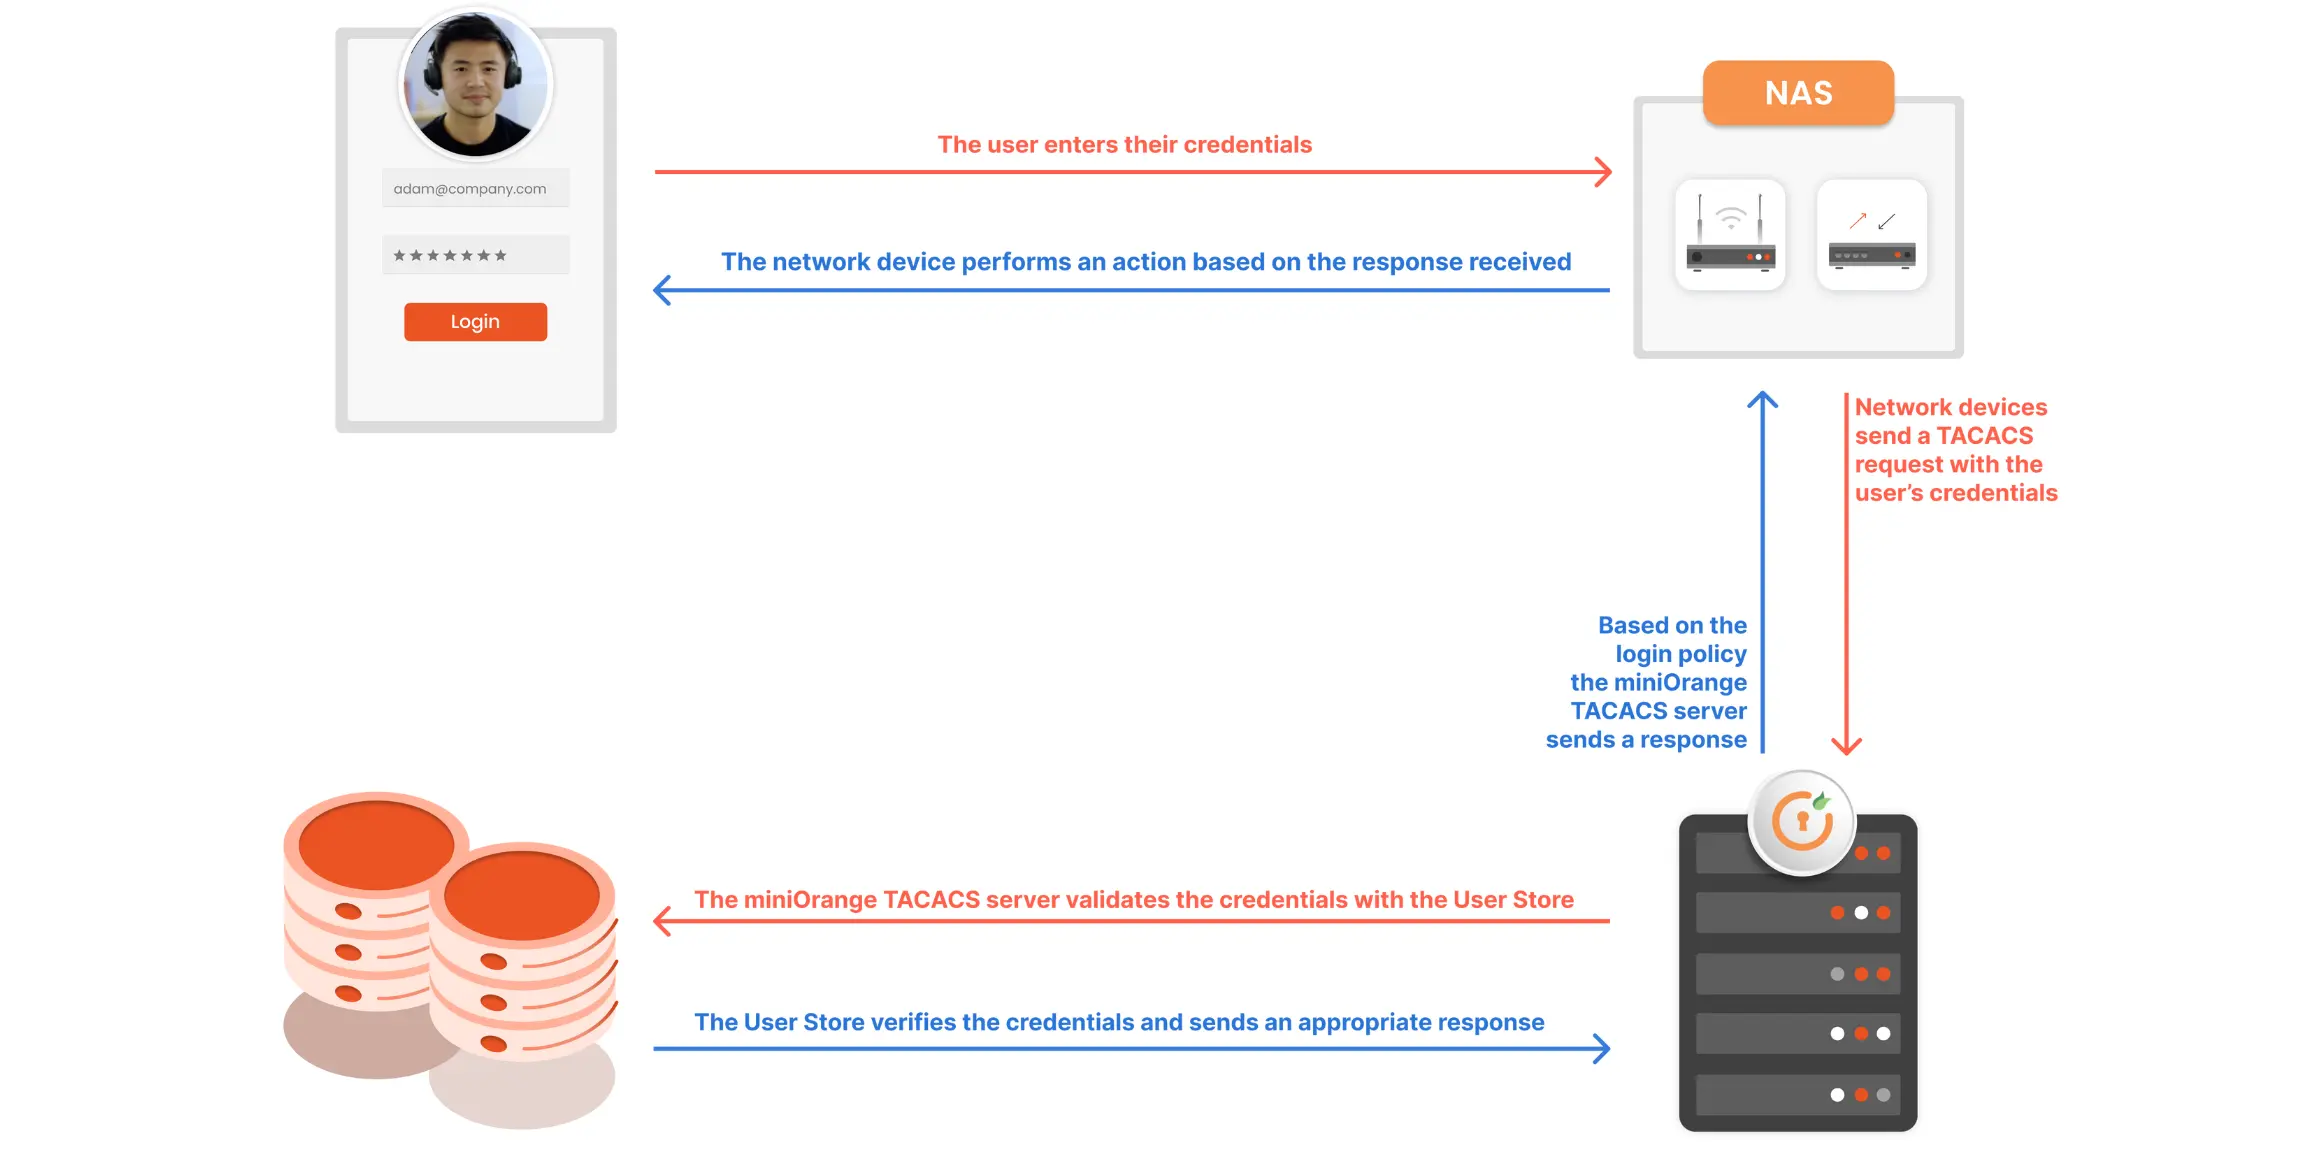 NAS
The user enters their credentials
adam@company.com
★★★★★★★
The network device performs an action based on the response received
Login
Network devices
send a TACACS
request with the
user’s credentials
Based on the
login policy
the miniOrange
TACACS server
sends a response
The miniOrange TACACS server validates the credentials with the User Store
The User Store verifies the credentials and sends an appropriate response